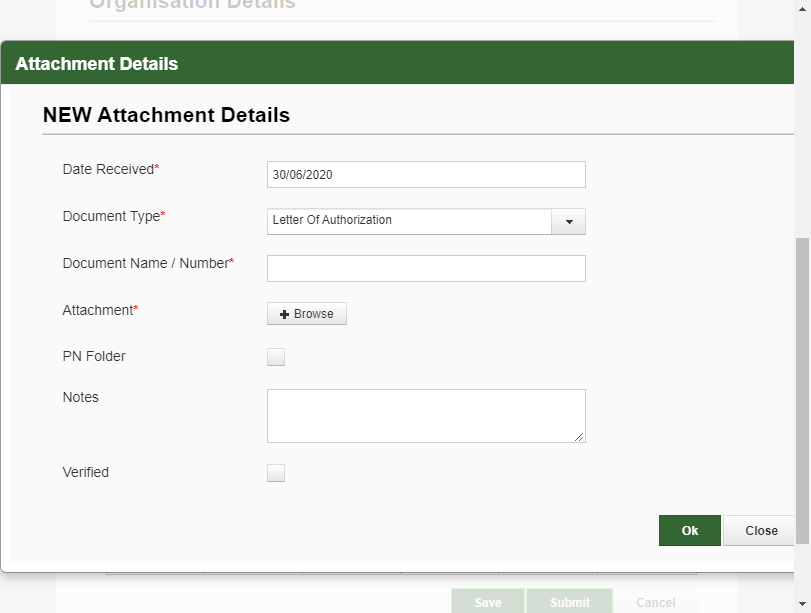 Organisation Details
Attachment Details
NEW Attachment Details
Date Received*
30/06/2020
Document Type*
Letter Of Authorization
Document Name / Number*
Attachment*
Browse
PN Folder
Notes
Verified
Ok
Close
Save
Submit
Cancel